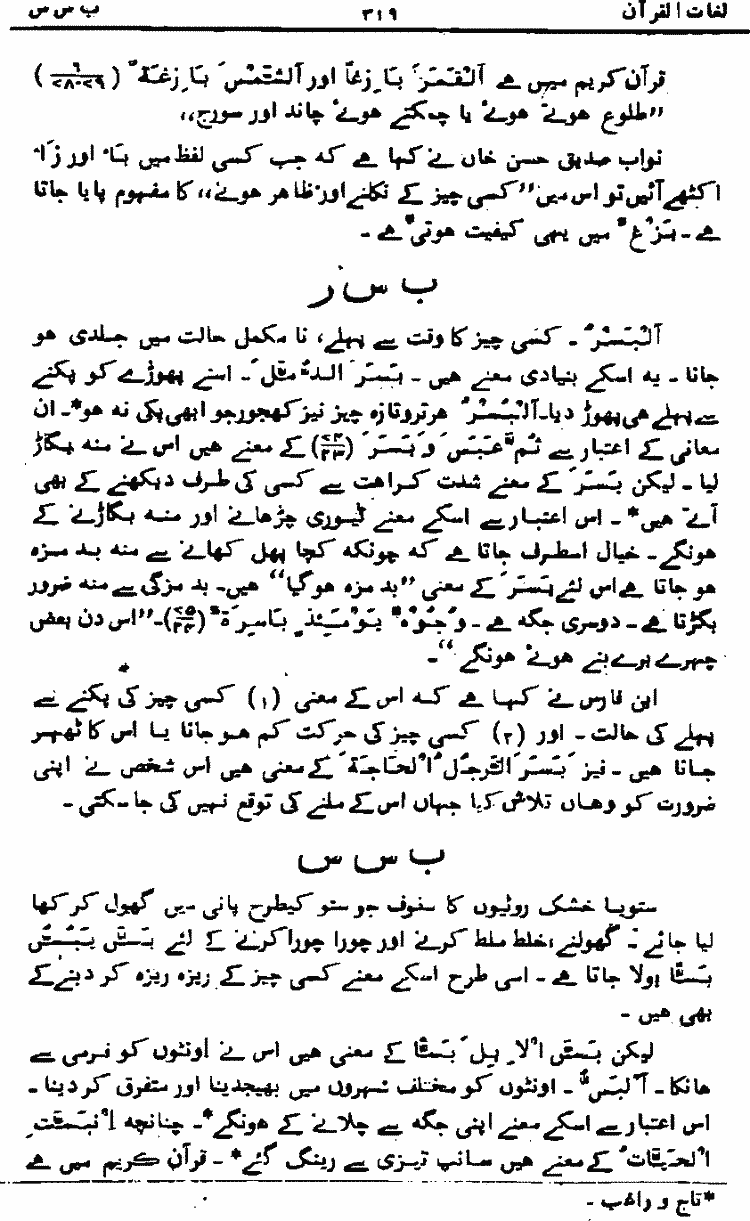 لغات القرآن ۳۱۹ ب س س
قرآن کریم میں ہے اَلْقَمَرَ بَازِغًا اور اَلشَّمْسَ بَازِغَةً (۶/۷۸-۷۹)
”طلوع ہوتے ہوئے یا چمکتے ہوئے چاند اور سورج“
نواب صدیق حسن خاں نے کہا ہے کہ جب کسی لفظ میں بَا اور زَا
اکٹھے آئیں تو اس میں ”کسی چیز کے نکلنے اور ظاہر ہونے“ کا مفہوم پایا جاتا
ہے ۔ بَزْغٌ میں یہی کیفیت ہوتی ہے ۔
ب س ر
اَلْبَسْرُ ۔ کسی چیز کا وقت سے پہلے، نا مکمل حالت میں جلدی ہو
جانا ۔ یہ اسکے بنیادی معنے ہیں ۔ بَسَرَ الدُّمَّلَ ۔ اسنے پھوڑے کو پکنے
سے پہلے ہی پھوڑ دیا ۔ اَلْبُسْرُ ہر تروتازہ چیز نیز کھجور جو ابھی پکی نہ ہو* ۔ ان
معانی کے اعتبار سے ثُمَّ عَبَسَ وَ بَسَرَ (۷۴/۲۲) کے معنے ہیں اس نے منہ بگاڑ
لیا ۔ لیکن بَسَرَ کے معنے شدت کراہت سے کسی کی طرف دیکھنے کے بھی
آتے ہیں* ۔ اس اعتبار سے اسکے معنے تیوری چڑھانے اور منہ بگاڑنے کے
ہونگے ۔ خیال اسطرف جاتا ہے کہ چونکہ کچا پھل کھانے سے منہ بد مزہ
ہو جاتا ہے اس لئے بَسَرَ کے معنی ”بد مزہ ہوگیا“ ہیں ۔ بد مزگی سے منہ ضرور
بگڑتا ہے ۔ دوسری جگہ ہے ۔ وُجُوْهٌ يَوْمَئِذٍ بَاسِرَةٌ (۷۵/۲۴) ۔ ”اس دن بعض
چہرے برے بنے ہوئے ہونگے“ ۔
ابن فارس نے کہا ہے کہ اس کے معنی (۱) کسی چیز کی پکنے سے
پہلے کی حالت ۔ اور (۲) کسی چیز کی حرکت کم ہو جانا یا اس کا ٹھہر
جانا ہیں ۔ نیز بَسَرَ الرَّجُلُ الْحَاجَةَ کے معنی ہیں اس شخص نے اپنی
ضرورت کو وہاں تلاش کیا جہاں اس کے ملنے کی توقع نہیں کی جا سکتی ۔
ب س س
ستو یا خشک روٹیوں کا سفوف جو ستو کیطرح پانی میں گھول کر کھا
لیا جائے ۔ گھولنے، خلط ملط کرنے اور چورا چورا کرنے کے لئے بَسَّ يَبُسُّ
بَسًّا بولا جاتا ہے ۔ اسی طرح اسکے معنے کسی چیز کے ریزہ ریزہ کر دینے کے
بھی ہیں ۔
لیکن بَسَّ الْاِبِلَ بَسًّا کے معنی ہیں اس نے اونٹوں کو نرمی سے
ہانکا ۔ اَلْبَسُّ ۔ اونٹوں کو مختلف شہروں میں بھیجدینا اور متفرق کر دینا ۔
اس اعتبار سے اسکے معنے اپنی جگہ سے چلانے کے ہونگے* ۔ چنانچہ اِنْبَسَّتِ
الْحَيَّاتُ کے معنے ہیں سانپ تیزی سے رینگ گئے* ۔ قرآن کریم میں ہے
*تاج و راغب ۔